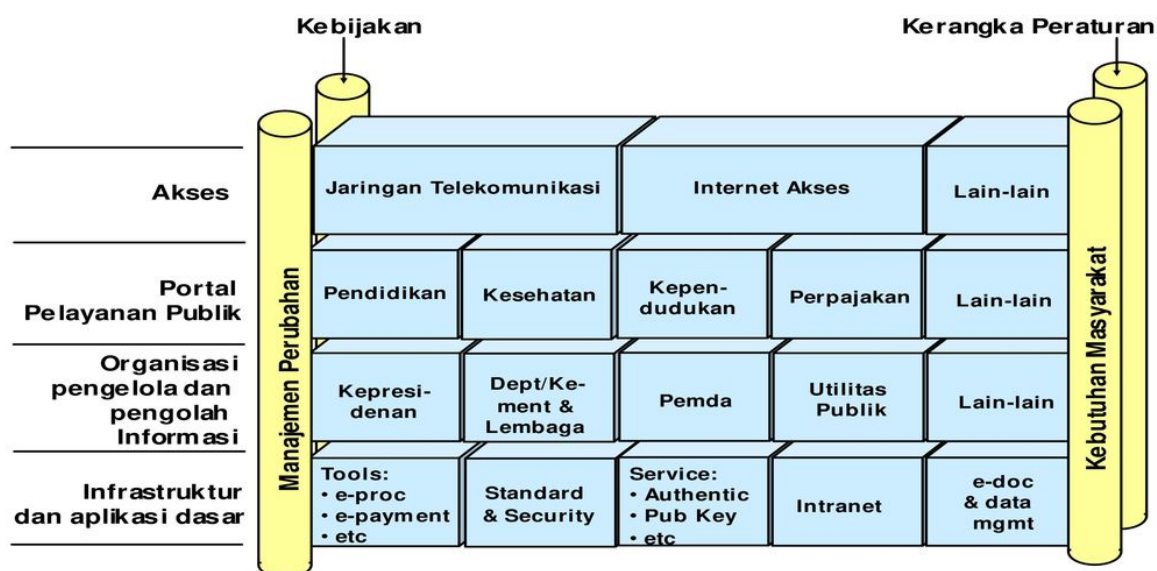 Kebijakan
Kerangka Peraturan
Manajemen Perubahan
Kebutuhan Masyarakat
Akses
Jaringan Telekomunikasi
Internet Akses
Lain-lain
Portal
Pelayanan Publik
Pendidikan
Kesehatan
Kepen-
dudukan
Perpajakan
Lain-lain
Organisasi
pengelola dan
pengolah
Informasi
Kepresi-
denan
Dept/Ke-
ment &
Lembaga
Pemda
Utilitas
Publik
Lain-lain
Infrastruktur
dan aplikasi dasar
Tools:
• e-proc
• e-payment
• etc
Standard
& Security
Service:
• Authentic
• Pub Key
• etc
Intranet
e-doc
& data
mgmt